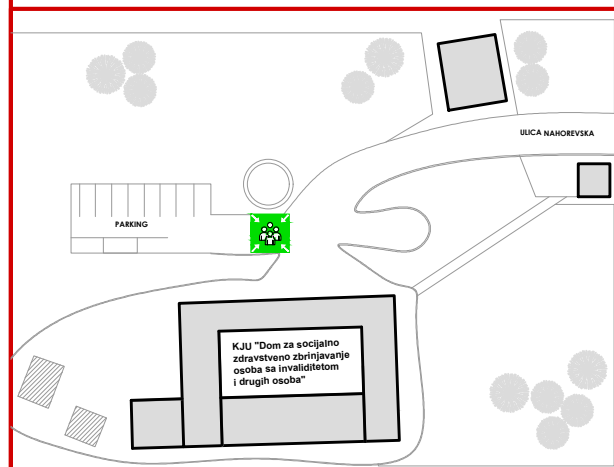 ULICA NAHOREVSKA
PARKING
KJU "Dom za socijalno
zdravstveno zbrinjavanje
osoba sa invaliditetom
i drugih osoba"